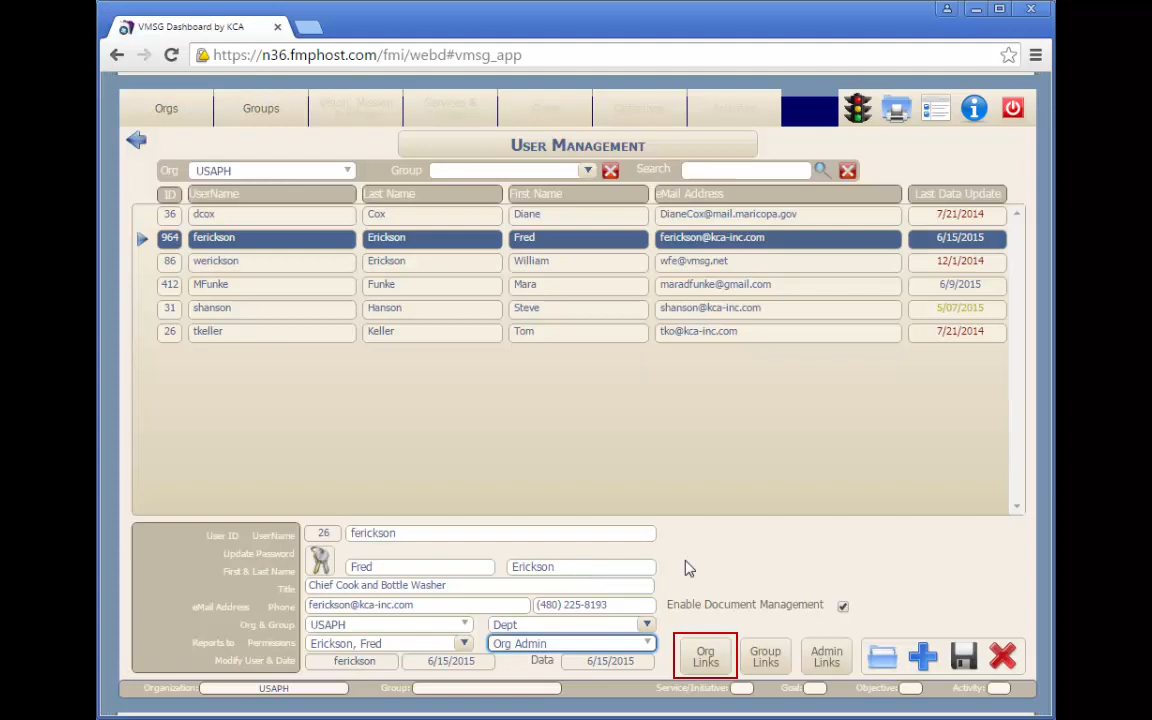 VMSG Dashboard by KCA
https://n36.fmphost.com/fmi/webd#vmsg_app
Orgs Groups
USER MANAGEMENT
Org USAPH Group Search
ID UserName Last Name First Name eMail Address Last Data Update
36 dcox Cox Diane DianeCox@mail.maricopa.gov 7/21/2014
964 ferickson Erickson Fred ferickson@kca-inc.com 6/15/2015
86 werickson Erickson William wfe@vmsg.net 12/1/2014
412 MFunke Funke Mara maradfunke@gmail.com 6/9/2015
31 shanson Hanson Steve shanson@kca-inc.com 5/07/2015
26 tkeller Keller Tom tko@kca-inc.com 7/21/2014
User ID UserName 26 ferickson
Update Password
First & Last Name Fred Erickson
Title Chief Cook and Bottle Washer
eMail Address Phone ferickson@kca-inc.com (480) 225-8193 Enable Document Management
Org & Group USAPH Dept
Reports to Permissions Erickson, Fred Org Admin
Modify User & Date ferickson 6/15/2015 Data 6/15/2015
Org Links Group Links Admin Links
Organization: USAPH Group: Service/Initiative: Goal: Objective: Activity: